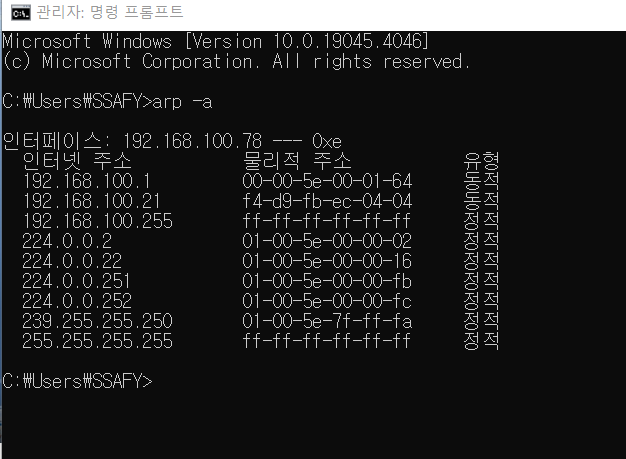 관리자: 명령 프롬프트
Microsoft Windows [Version 10.0.19045.4046]
(c) Microsoft Corporation. All rights reserved.
C:₩Users₩SSAFY>arp -a
인터페이스: 192.168.100.78 --- 0xe
인터넷 주소 물리적 주소 유형
192.168.100.1 00-00-5e-00-01-64 동적
192.168.100.21 f4-d9-fb-ec-04-04 동적
192.168.100.255 ff-ff-ff-ff-ff-ff 정적
224.0.0.2 01-00-5e-00-00-02 정적
224.0.0.22 01-00-5e-00-00-16 정적
224.0.0.251 01-00-5e-00-00-fb 정적
224.0.0.252 01-00-5e-00-00-fc 정적
239.255.255.250 01-00-5e-7f-ff-fa 정적
255.255.255.255 ff-ff-ff-ff-ff-ff 정적
C:₩Users₩SSAFY>